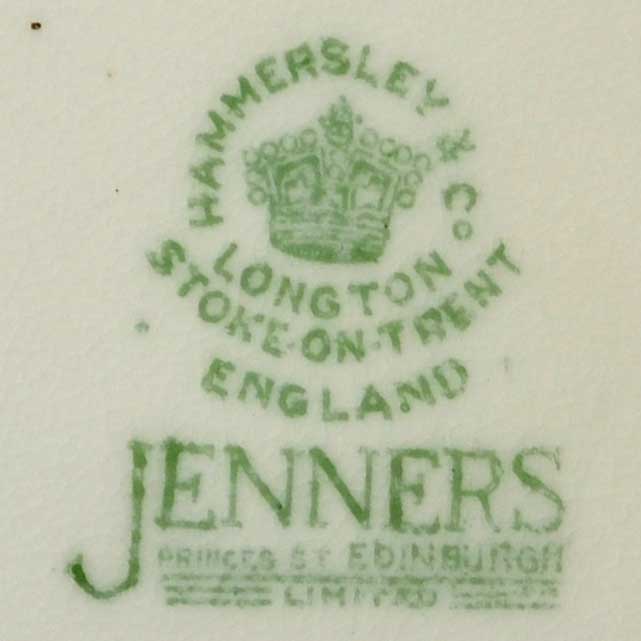 HAMMERSLEY & Co
LONGTON
STOKE-ON-TRENT
ENGLAND
JENNERS
PRINCES ST EDINBURGH
LIMITED